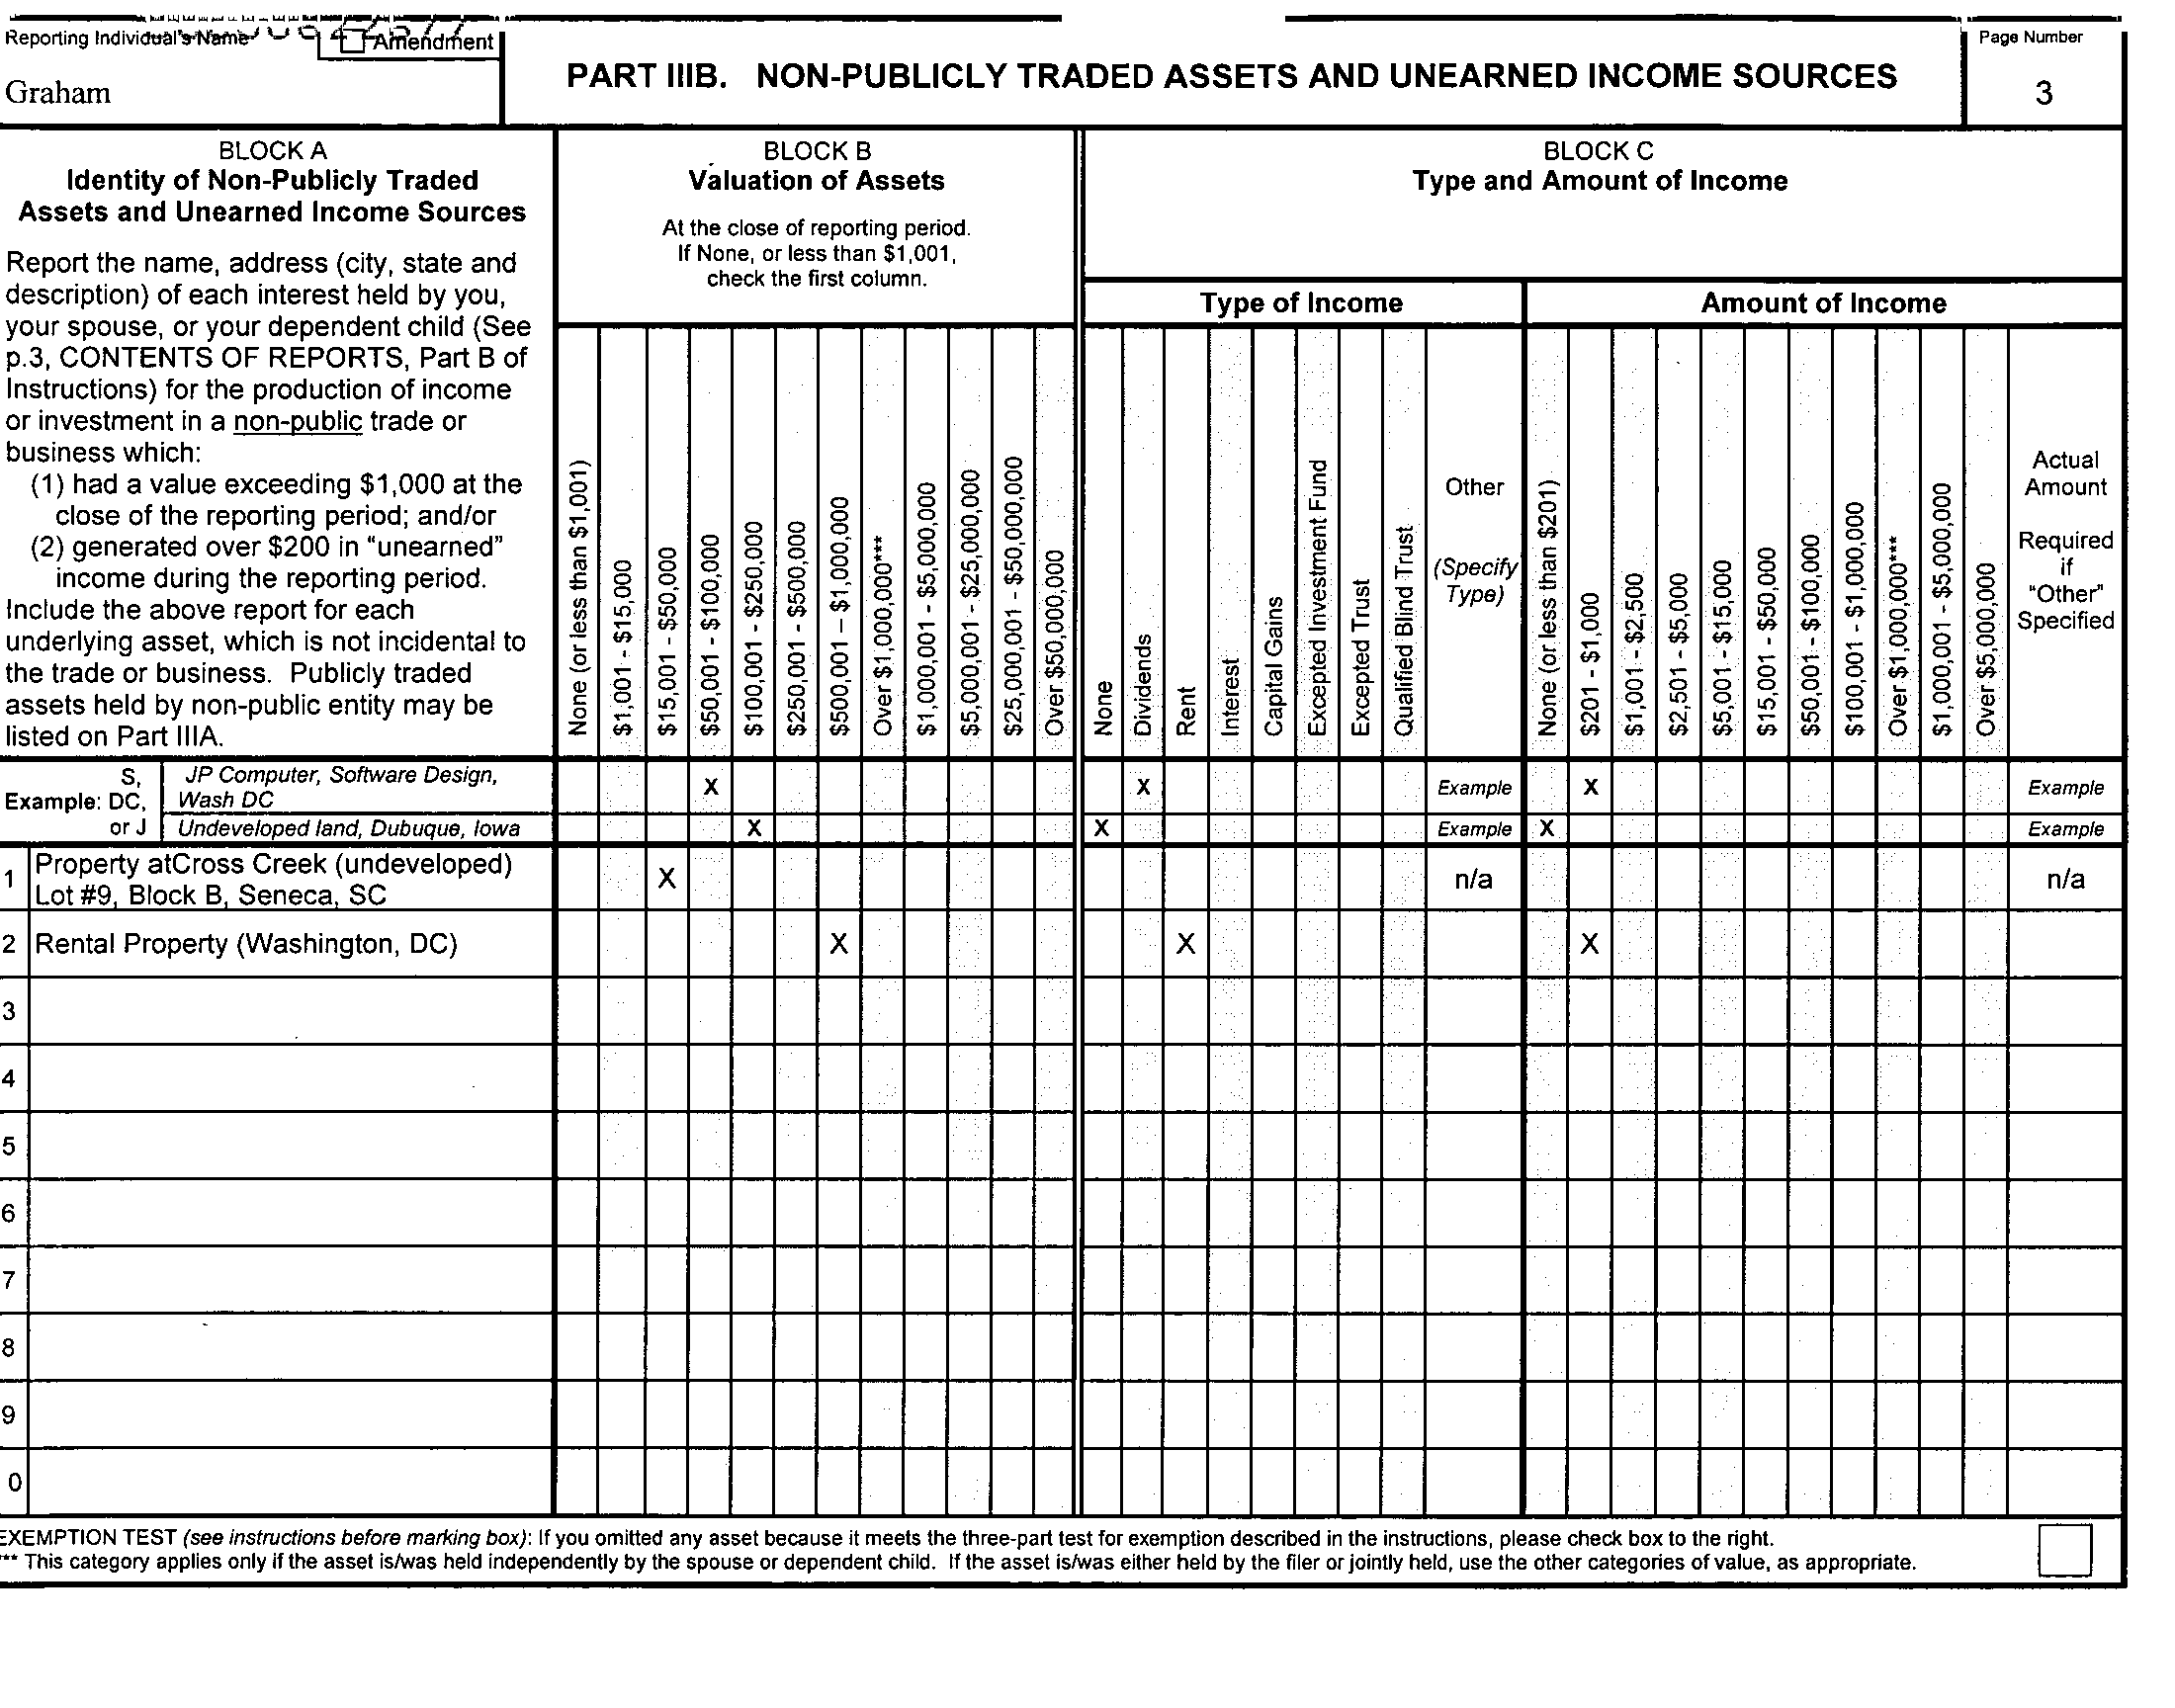 Reporting Individual's Name
Amendment
Graham
PART IIIB. NON-PUBLICLY TRADED ASSETS AND UNEARNED INCOME SOURCES
Page Number
3
BLOCK A
Identity of Non-Publicly Traded
Assets and Unearned Income Sources
Report the name, address (city, state and
description) of each interest held by you,
your spouse, or your dependent child (See
p.3, CONTENTS OF REPORTS, Part B of
Instructions) for the production of income
or investment in a non-public trade or
business which:
(1) had a value exceeding $1,000 at the
close of the reporting period; and/or
(2) generated over $200 in “unearned”
income during the reporting period.
Include the above report for each
underlying asset, which is not incidental to
the trade or business. Publicly traded
assets held by non-public entity may be
listed on Part IIIA.
BLOCK B
Valuation of Assets
At the close of reporting period.
If None, or less than $1,001,
check the first column.
None (or less than $1,001)
$1,001 - $15,000
$15,001 - $50,000
$50,001 - $100,000
$100,001 - $250,000
$250,001 - $500,000
$500,001 – $1,000,000
Over $1,000,000***
$1,000,001 - $5,000,000
$5,000,001 - $25,000,000
$25,000,001 - $50,000,000
Over $50,000,000
BLOCK C
Type and Amount of Income
Type of Income
None
Dividends
Rent
Interest
Capital Gains
Excepted Investment Fund
Excepted Trust
Qualified Blind Trust
Other
(Specify
Type)
Amount of Income
None (or less than $201)
$201 - $1,000
$1,001 - $2,500
$2,501 - $5,000
$5,001 - $15,000
$15,001 - $50,000
$50,001 - $100,000
$100,001 - $1,000,000
Over $1,000,000***
$1,000,001 - $5,000,000
Over $5,000,000
Actual
Amount
Required
if
“Other”
Specified
Example:
S,
DC,
or J
JP Computer, Software Design,
Wash DC
X X Example X Example
Undeveloped land, Dubuque, Iowa X X Example X Example
1 Property atCross Creek (undeveloped)
Lot #9, Block B, Seneca, SC
X n/a n/a
2 Rental Property (Washington, DC) X X X
3
4
5
6
7
8
9
0
EXEMPTION TEST (see instructions before marking box): If you omitted any asset because it meets the three-part test for exemption described in the instructions, please check box to the right.
*** This category applies only if the asset is/was held independently by the spouse or dependent child. If the asset is/was either held by the filer or jointly held, use the other categories of value, as appropriate.